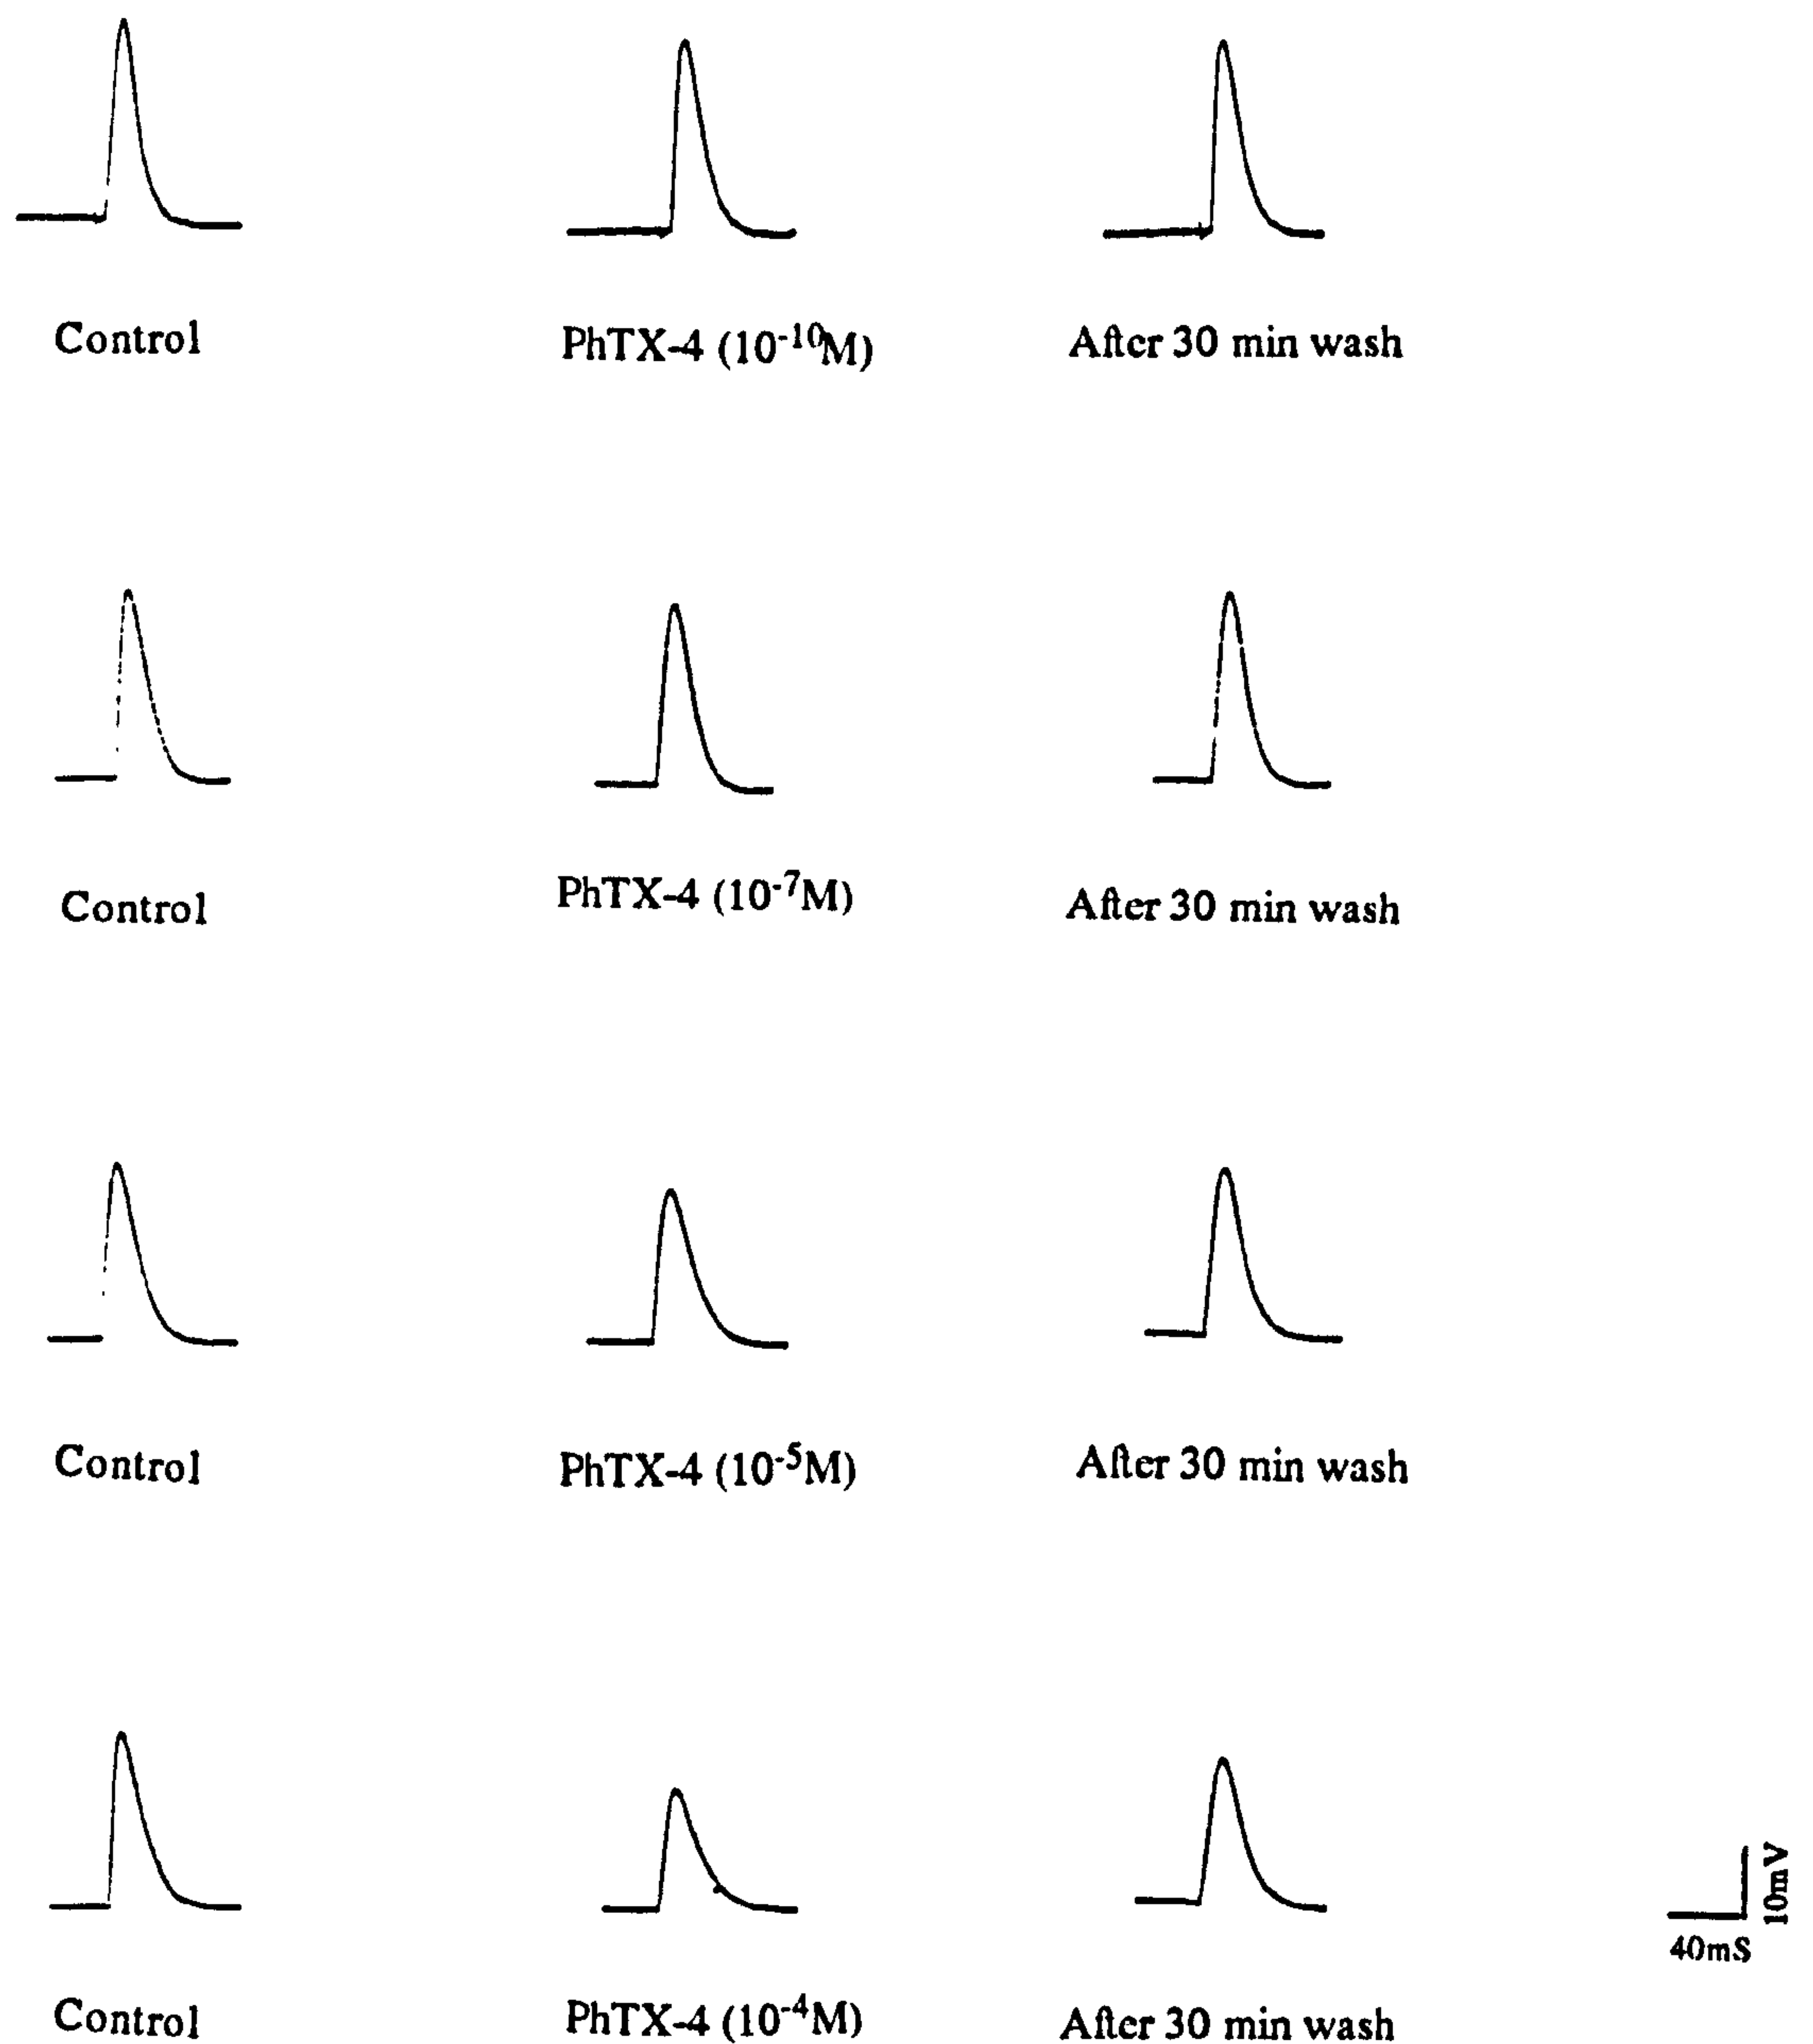 Control
PhTX-4 (10⁻¹⁰M)
After 30 min wash
Control
PhTX-4 (10⁻⁷M)
After 30 min wash
Control
PhTX-4 (10⁻⁵M)
After 30 min wash
10mV
40mS
Control
PhTX-4 (10⁻⁴M)
After 30 min wash